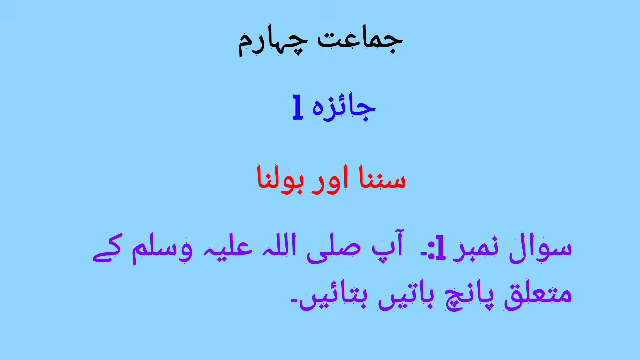 جماعت چہارم
جائزہ 1
سننا اور بولنا
سوال نمبر 1:۔ آپ صلی اللہ علیہ وسلم کے
متعلق پانچ باتیں بتائیں۔